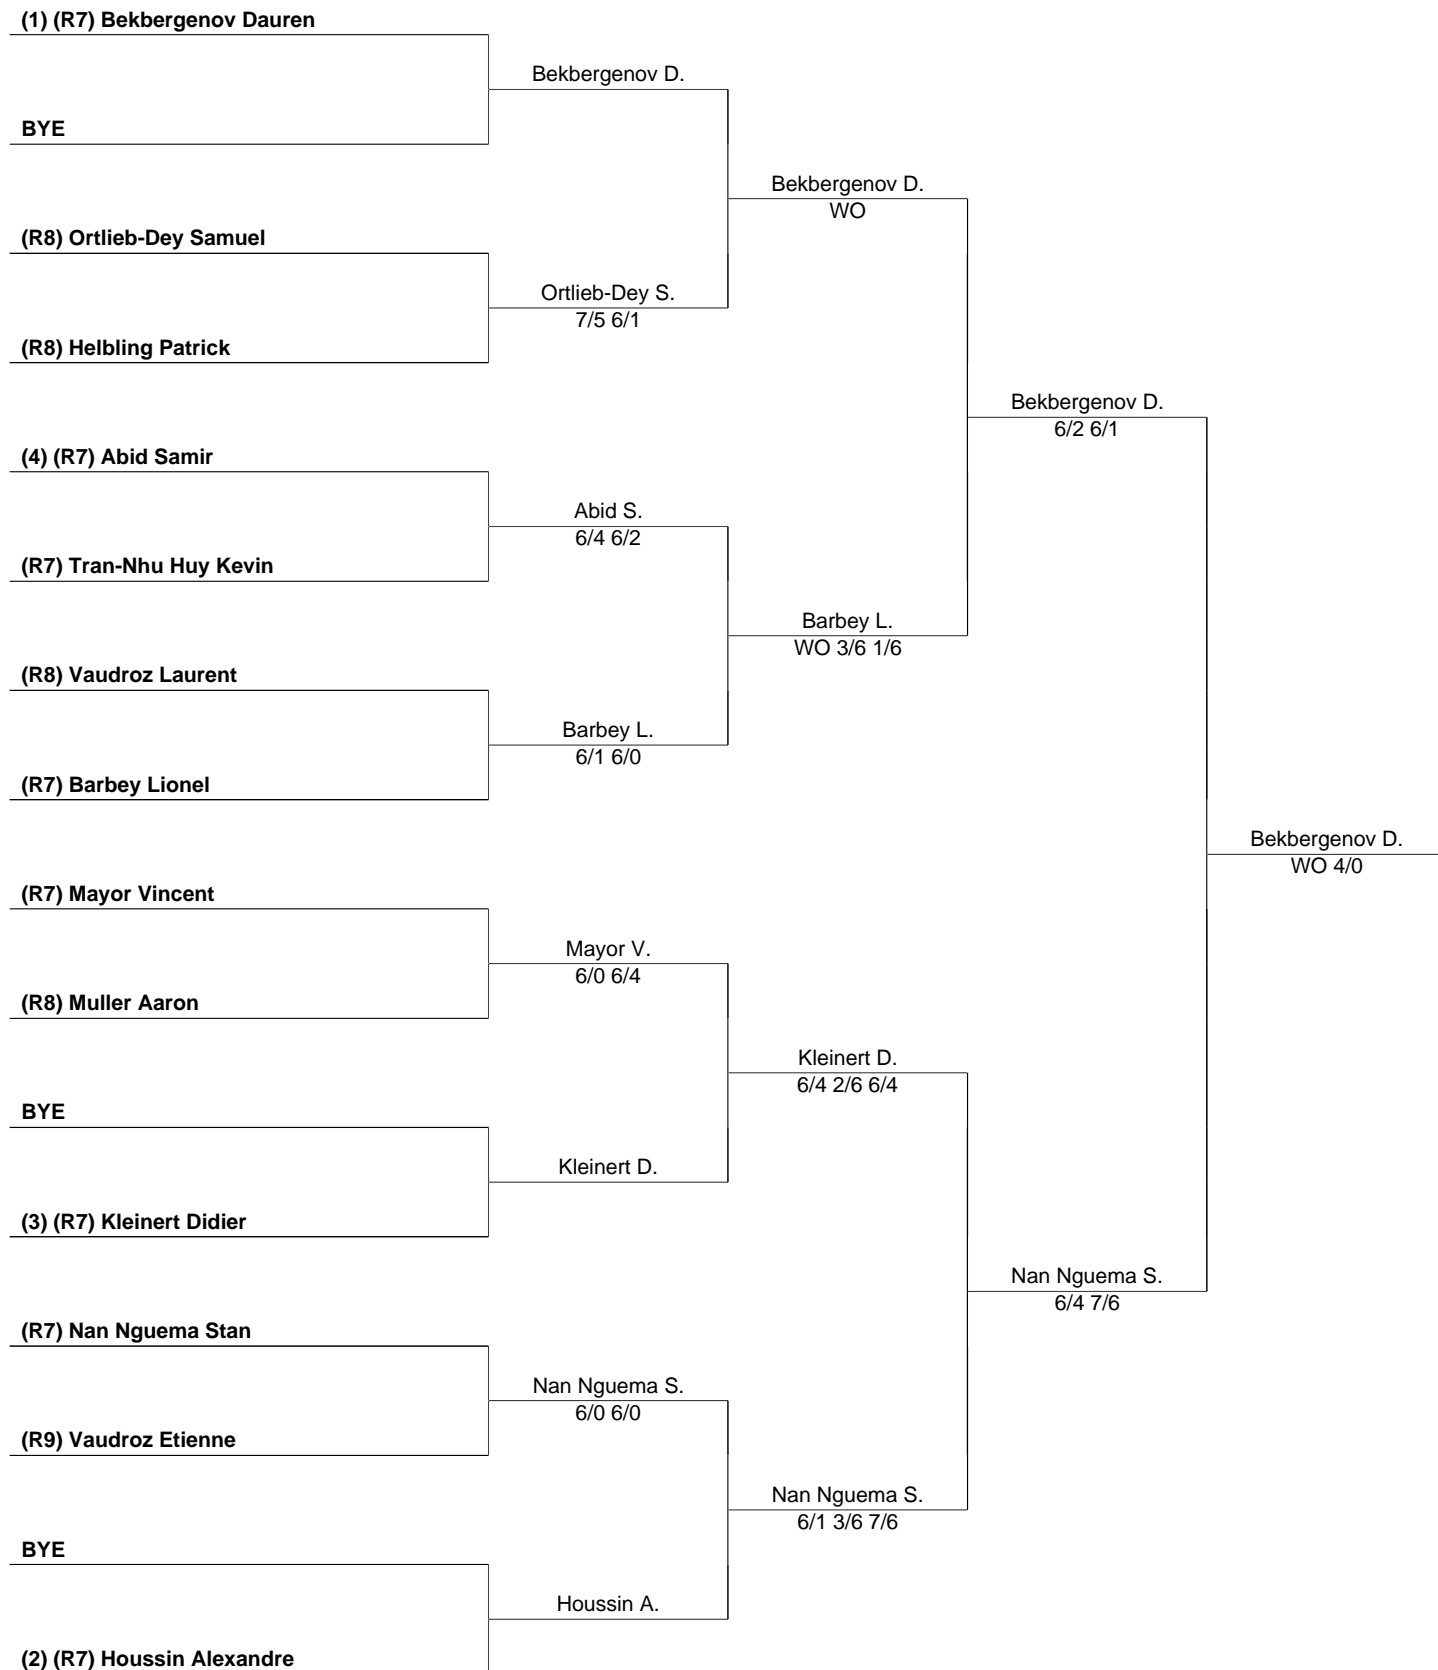 (1) (R7) Bekbergenov Dauren
Bekbergenov D.
BYE
Bekbergenov D.
WO
(R8) Ortlieb-Dey Samuel
Ortlieb-Dey S.
7/5 6/1
(R8) Helbling Patrick
Bekbergenov D.
6/2 6/1
(4) (R7) Abid Samir
Abid S.
6/4 6/2
(R7) Tran-Nhu Huy Kevin
Barbey L.
WO 3/6 1/6
(R8) Vaudroz Laurent
Barbey L.
6/1 6/0
(R7) Barbey Lionel
Bekbergenov D.
WO 4/0
(R7) Mayor Vincent
Mayor V.
6/0 6/4
(R8) Muller Aaron
Kleinert D.
6/4 2/6 6/4
BYE
Kleinert D.
(3) (R7) Kleinert Didier
Nan Nguema S.
6/4 7/6
(R7) Nan Nguema Stan
Nan Nguema S.
6/0 6/0
(R9) Vaudroz Etienne
Nan Nguema S.
6/1 3/6 7/6
BYE
Houssin A.
(2) (R7) Houssin Alexandre